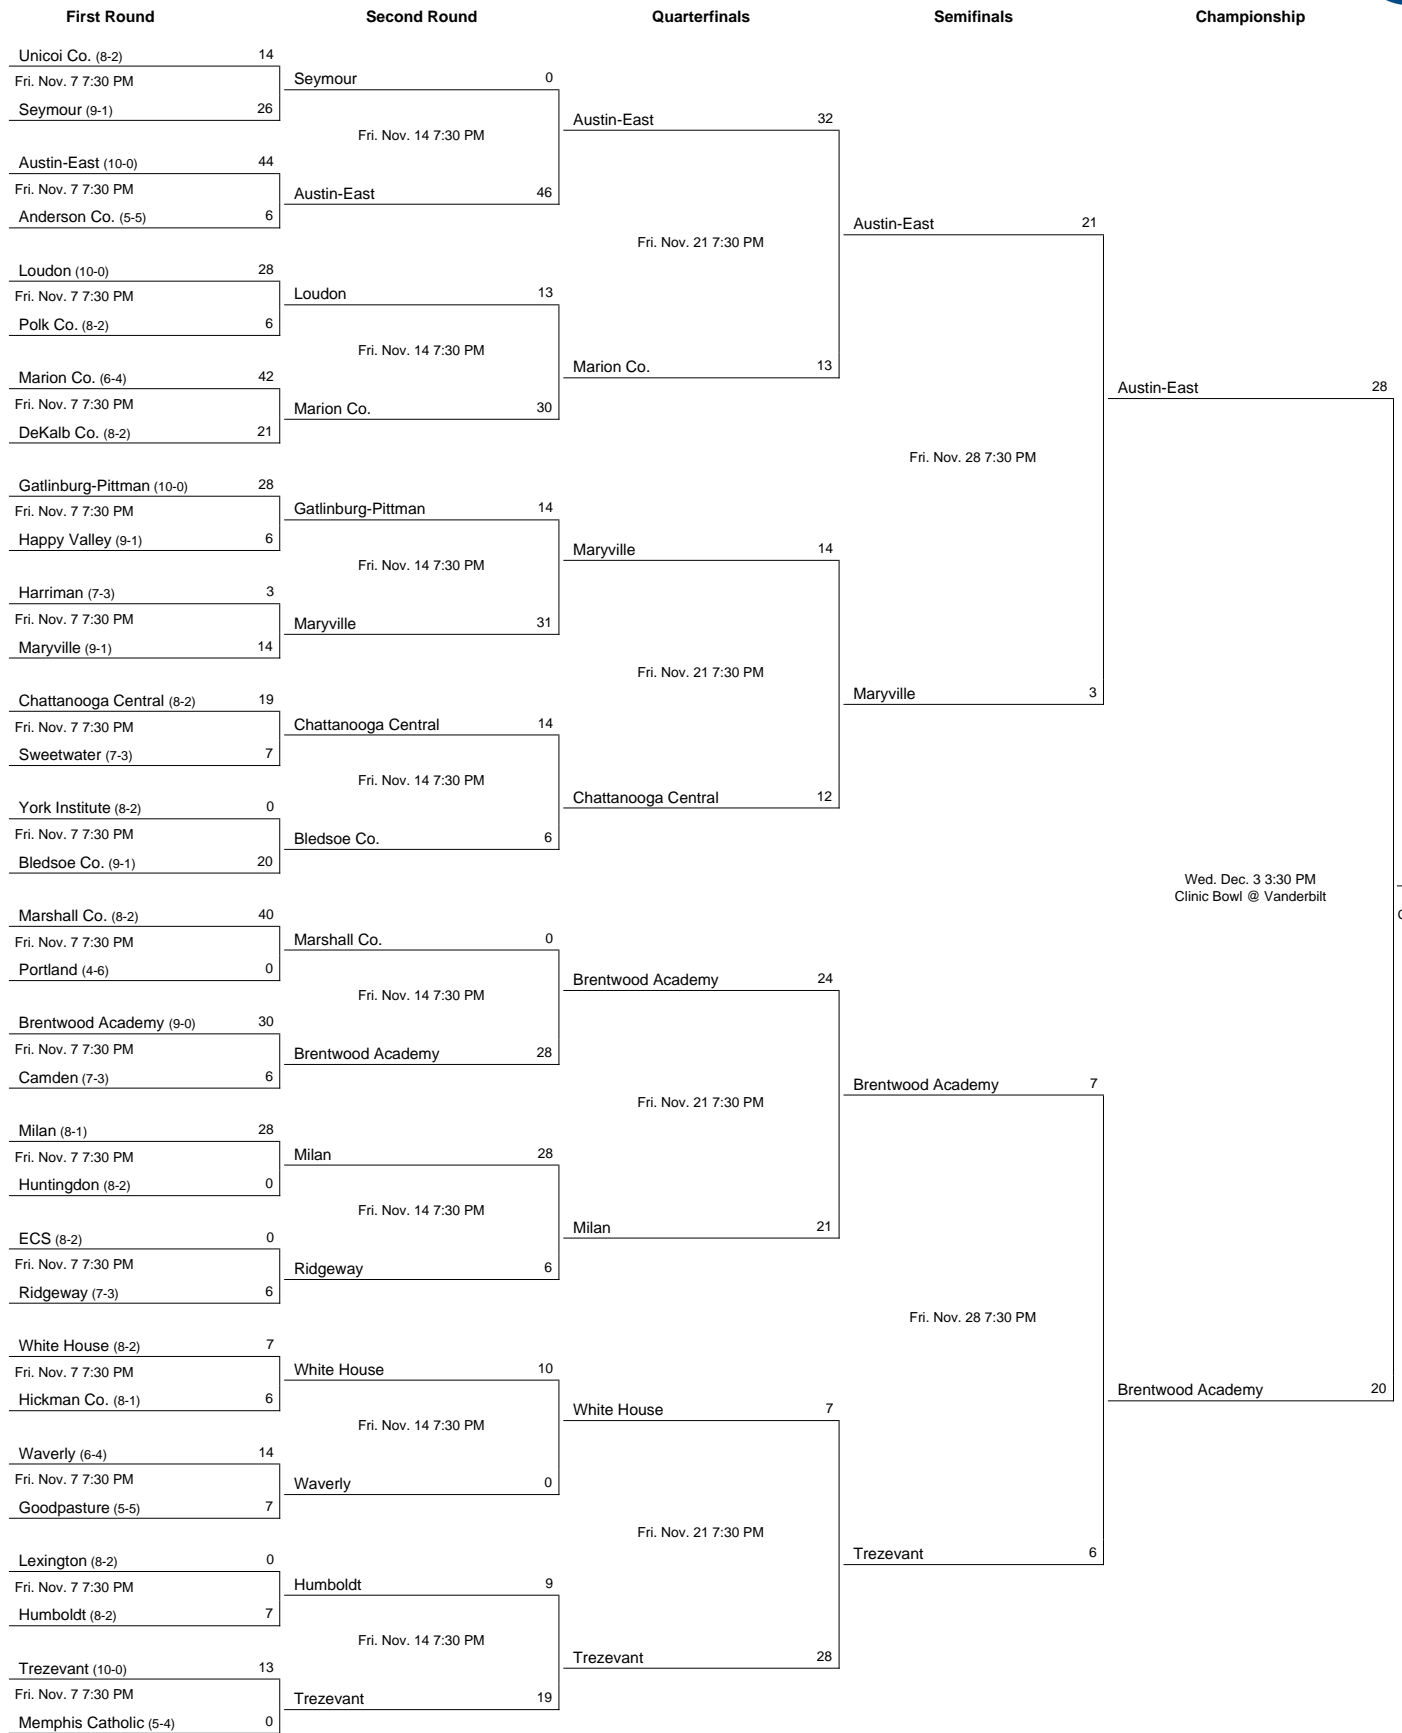 First Round Second Round Quarterfinals Semifinals Championship
Unicoi Co. (8-2) 14
Fri. Nov. 7 7:30 PM
Seymour (9-1) 26
Austin-East (10-0) 44
Fri. Nov. 7 7:30 PM
Anderson Co. (5-5) 6
Loudon (10-0) 28
Fri. Nov. 7 7:30 PM
Polk Co. (8-2) 6
Marion Co. (6-4) 42
Fri. Nov. 7 7:30 PM
DeKalb Co. (8-2) 21
Gatlinburg-Pittman (10-0) 28
Fri. Nov. 7 7:30 PM
Happy Valley (9-1) 6
Harriman (7-3) 3
Fri. Nov. 7 7:30 PM
Maryville (9-1) 14
Chattanooga Central (8-2) 19
Fri. Nov. 7 7:30 PM
Sweetwater (7-3) 7
York Institute (8-2) 0
Fri. Nov. 7 7:30 PM
Bledsoe Co. (9-1) 20
Marshall Co. (8-2) 40
Fri. Nov. 7 7:30 PM
Portland (4-6) 0
Brentwood Academy (9-0) 30
Fri. Nov. 7 7:30 PM
Camden (7-3) 6
Milan (8-1) 28
Fri. Nov. 7 7:30 PM
Huntingdon (8-2) 0
ECS (8-2) 0
Fri. Nov. 7 7:30 PM
Ridgeway (7-3) 6
White House (8-2) 7
Fri. Nov. 7 7:30 PM
Hickman Co. (8-1) 6
Waverly (6-4) 14
Fri. Nov. 7 7:30 PM
Goodpasture (5-5) 7
Lexington (8-2) 0
Fri. Nov. 7 7:30 PM
Humboldt (8-2) 7
Trezevant (10-0) 13
Fri. Nov. 7 7:30 PM
Memphis Catholic (5-4) 0
Seymour 0
Fri. Nov. 14 7:30 PM
Austin-East 46
Loudon 13
Fri. Nov. 14 7:30 PM
Marion Co. 30
Gatlinburg-Pittman 14
Fri. Nov. 14 7:30 PM
Maryville 31
Chattanooga Central 14
Fri. Nov. 14 7:30 PM
Bledsoe Co. 6
Marshall Co. 0
Fri. Nov. 14 7:30 PM
Brentwood Academy 28
Milan 28
Fri. Nov. 14 7:30 PM
Ridgeway 6
White House 10
Fri. Nov. 14 7:30 PM
Waverly 0
Humboldt 9
Fri. Nov. 14 7:30 PM
Trezevant 19
Austin-East 32
Fri. Nov. 21 7:30 PM
Marion Co. 13
Maryville 14
Fri. Nov. 21 7:30 PM
Chattanooga Central 12
Brentwood Academy 24
Fri. Nov. 21 7:30 PM
Milan 21
White House 7
Fri. Nov. 21 7:30 PM
Trezevant 28
Austin-East 21
Fri. Nov. 28 7:30 PM
Maryville 3
Brentwood Academy 7
Fri. Nov. 28 7:30 PM
Trezevant 6
Austin-East 28
Wed. Dec. 3 3:30 PM
Clinic Bowl @ Vanderbilt
Brentwood Academy 20